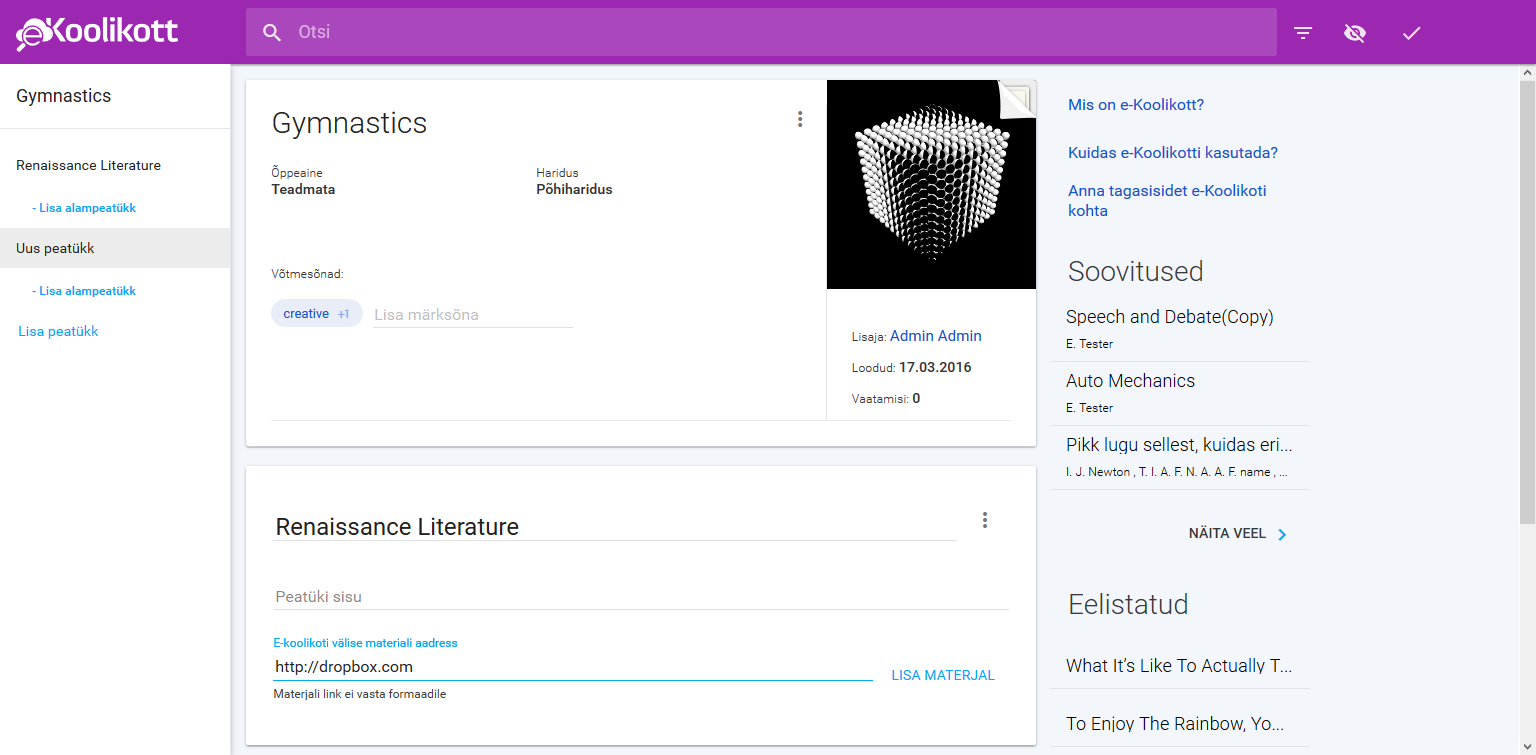 eKoolikott
Otsi
Gymnastics
Renaissance Literature
- Lisa alampeatükk
Uus peatükk
- Lisa alampeatükk
Lisa peatükk
Gymnastics
Õppeaine
Teadmata
Haridus
Põhiharidus
Võtmesõnad:
creative +1
Lisa märksõna
Lisaja: Admin Admin
Loodud: 17.03.2016
Vaatamisi: 0
Renaissance Literature
Peatüki sisu
E-koolikoti välise materiali aadress
http://dropbox.com
LISA MATERJAL
Materjali link ei vasta formaadile
Mis on e-Koolikott?
Kuidas e-Koolikotti kasutada?
Anna tagasisidet e-Koolikoti
kohta
Soovitused
Speech and Debate(Copy)
E. Tester
Auto Mechanics
E. Tester
Pikk lugu sellest, kuidas eri...
I. J. Newton , T. I. A. F. N. A. A. F. name , ...
NÄITA VEEL
Eelistatud
What It’s Like To Actually T...
To Enjoy The Rainbow, Yo...